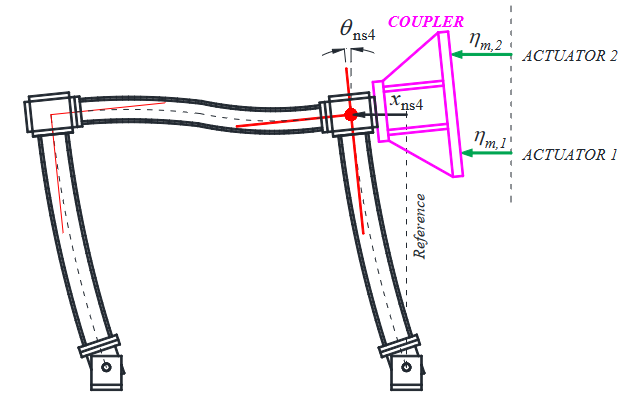 COUPLER
θns4
ηm,2
ACTUATOR 2
xns4
ηm,1
ACTUATOR 1
Reference